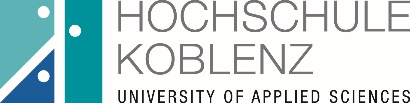 HOCHSCHULE
KOBLENZ
UNIVERSITY OF APPLIED SCIENCES